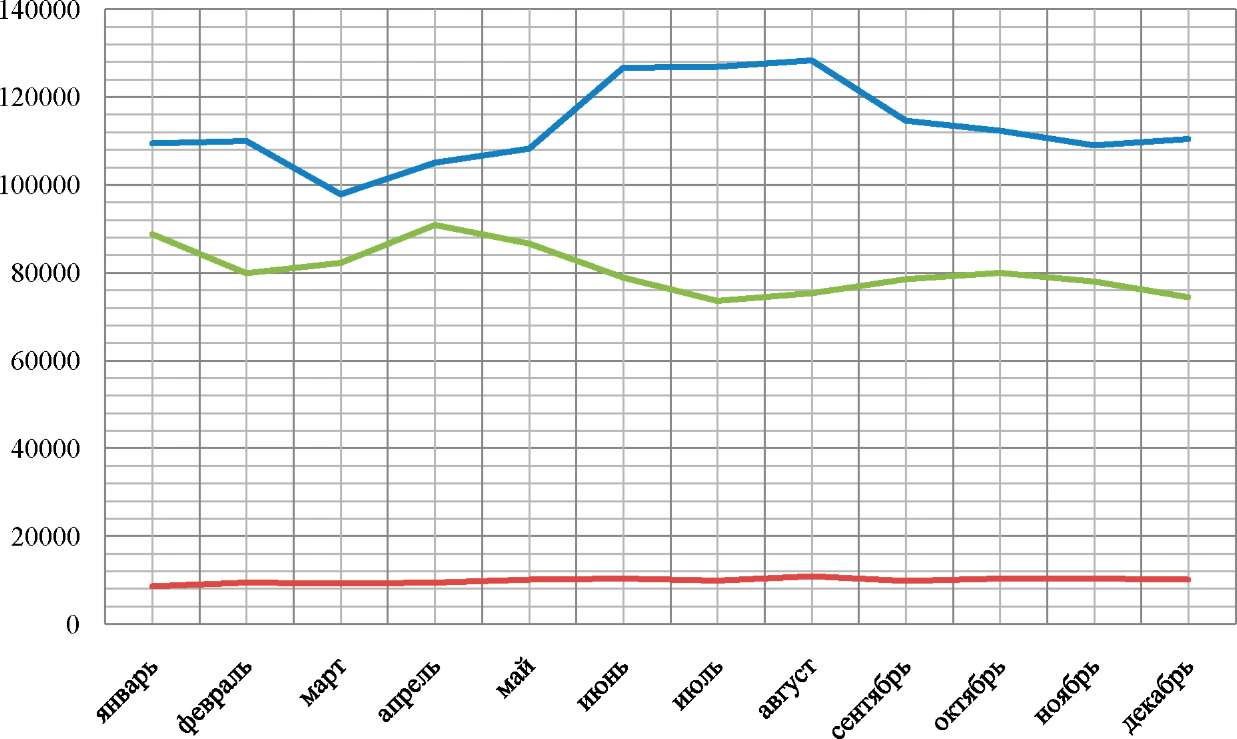 140000
120000
100000
80000
60000
40000
20000
0
январь
февраль
март
апрель
май
июнь
июль
август
сентябрь
октябрь
ноябрь
декабрь